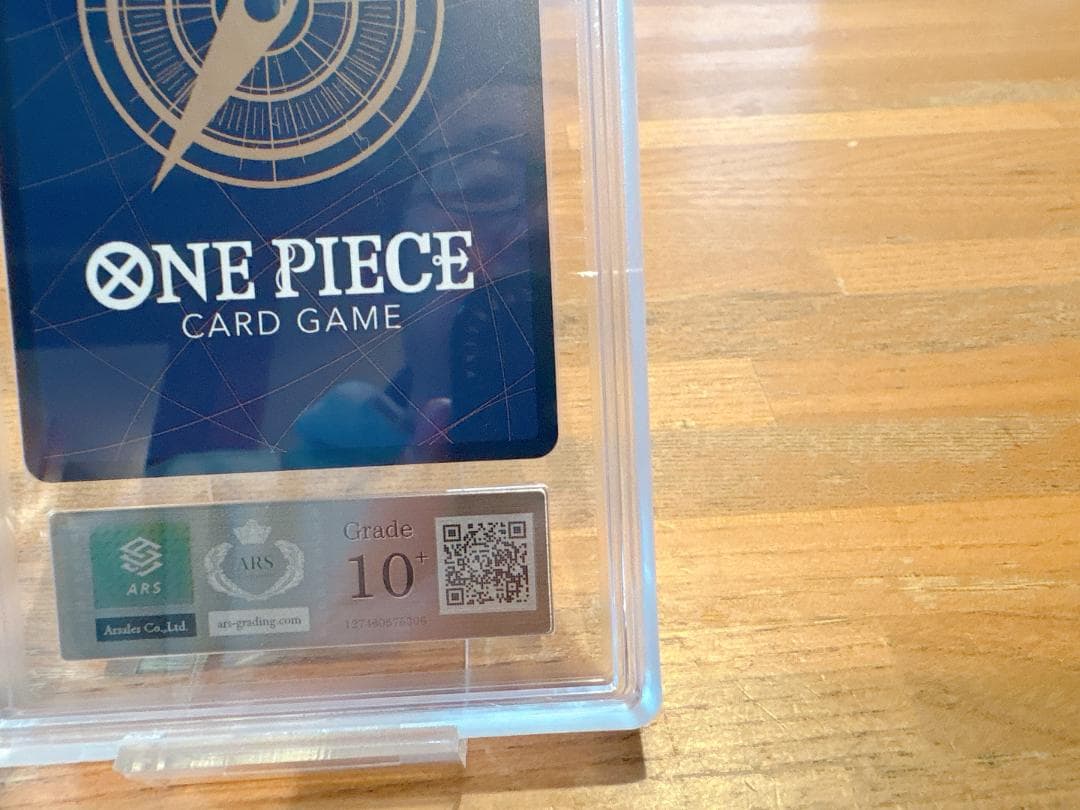 ONE PIECE
CARD GAME
ARS
Arsales Co.,Ltd.
ARS
ars-grading.com
Grade
10+